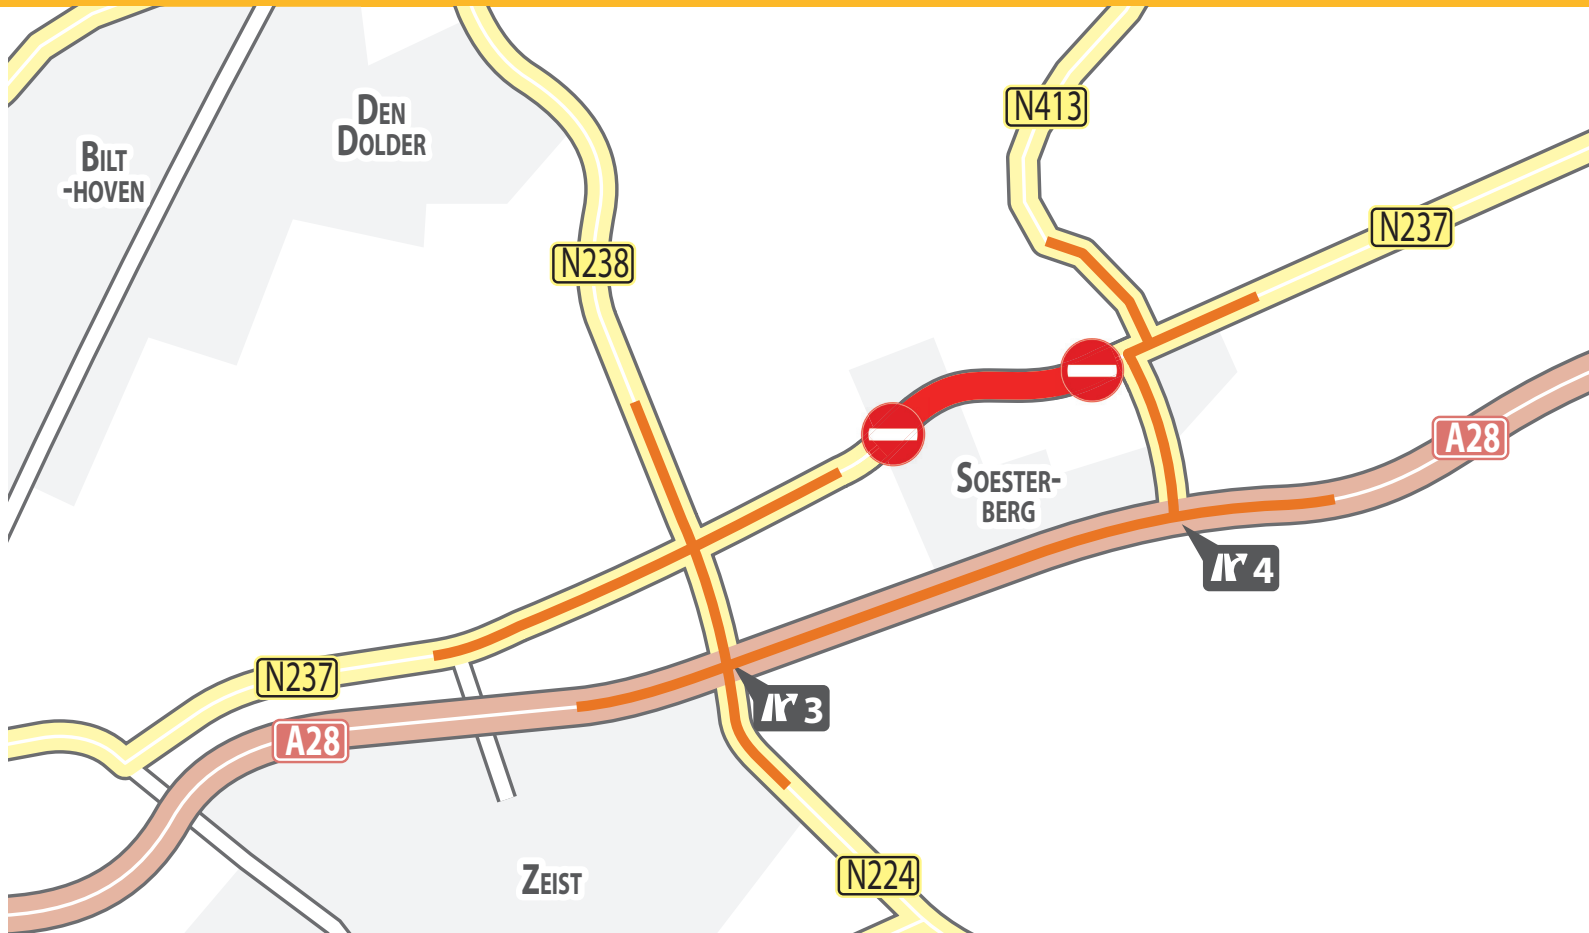 DEN
DOLDER
BILT
-HOVEN
N413
N237
N238
A28
SOESTER-
BERG
4
N237
3
A28
ZEIST
N224